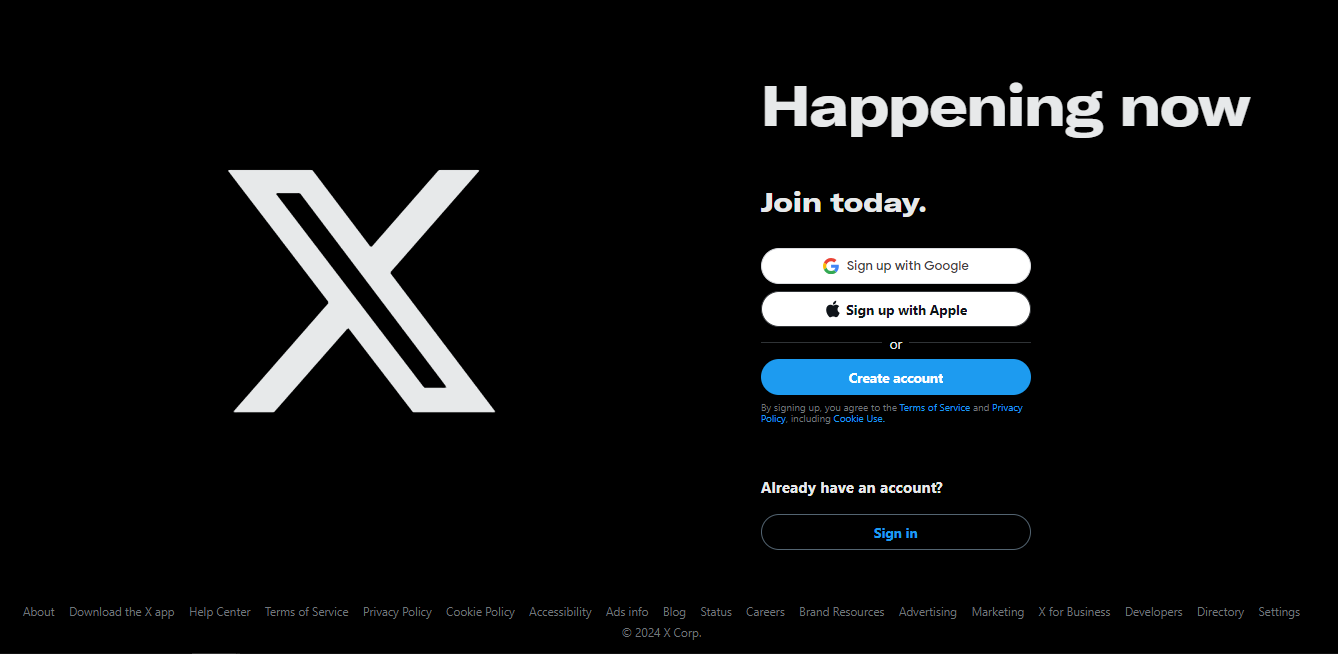 Happening now
Join today.
Sign up with Google
Sign up with Apple
or
Create account
By signing up, you agree to the Terms of Service and Privacy
Policy, including Cookie Use.
Already have an account?
Sign in
About Download the X app Help Center Terms of Service Privacy Policy Cookie Policy Accessibility Ads info Blog Status Careers Brand Resources Advertising Marketing X for Business Developers Directory Settings
© 2024 X Corp.